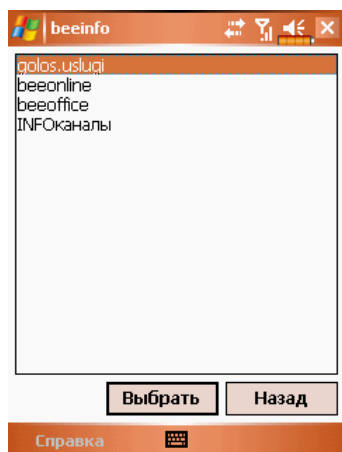 beeinfo
golos.uslugi
beeonline
beeoffice
INFOканалы
Выбрать Назад
Справка